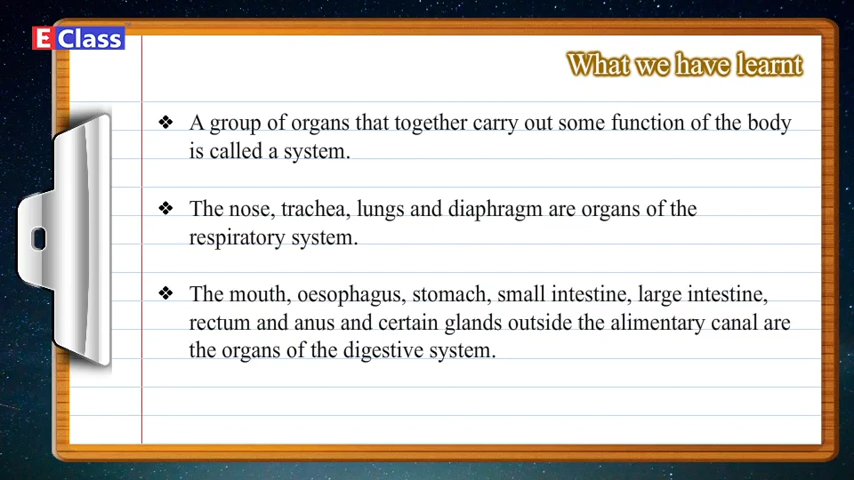 E Class
What we have learnt
❖ A group of organs that together carry out some function of the body
is called a system.
❖ The nose, trachea, lungs and diaphragm are organs of the
respiratory system.
❖ The mouth, oesophagus, stomach, small intestine, large intestine,
rectum and anus and certain glands outside the alimentary canal are
the organs of the digestive system.